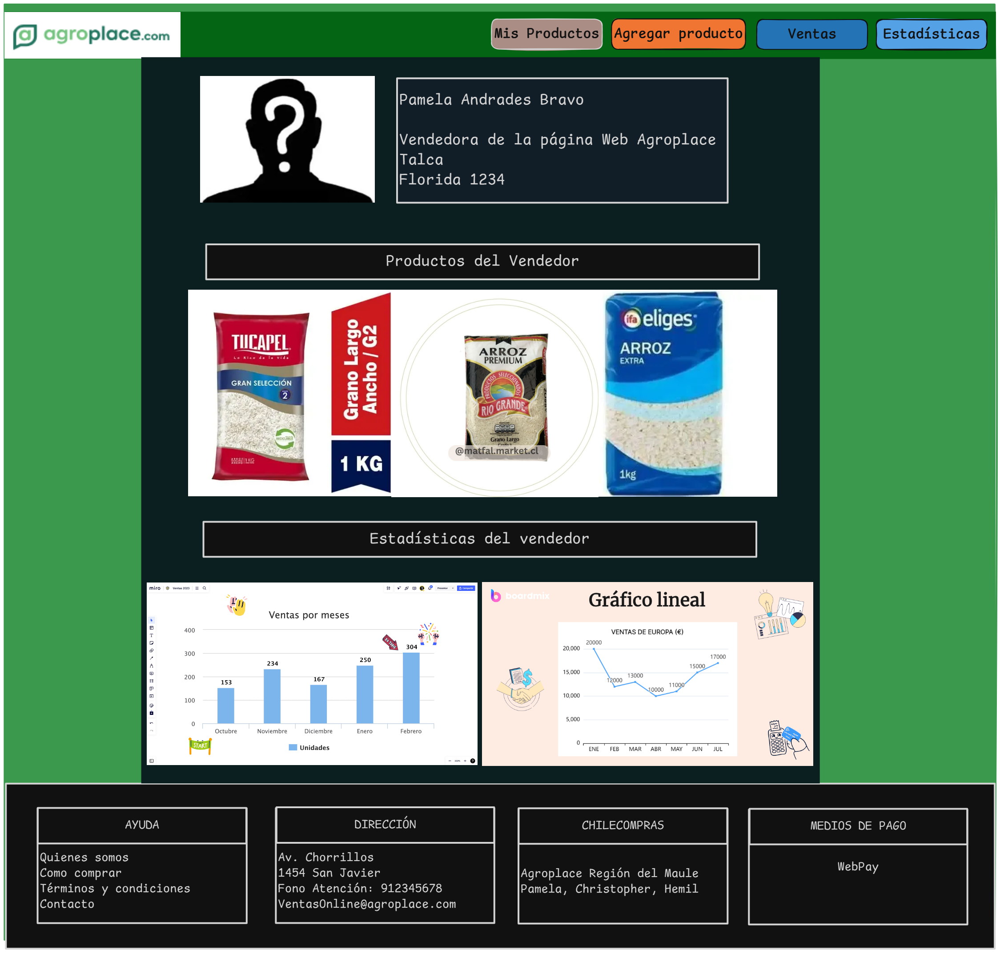 agroplace.com
Mis Productos
Agregar producto
Ventas
Estadísticas
Pamela Andrades Bravo
Vendedora de la página Web Agroplace
Talca
Florida 1234
Productos del Vendedor
TUCAPEL
Lo Rico de la Vida
GRAN SELECCIÓN
2
RECICLABLE
ARROZ
ANCHO
1 KG
Grano Largo
Ancho / G2
1 KG
ARROZ
PREMIUM
PRODUCTOS SELECCIONADOS
RIO GRANDE
Grano Largo
@matfal.market.cl
ifa eliges
ARROZ
EXTRA
1kg
Estadísticas del vendedor
miro
Ventas 2023
Presentar
Compartir
Ventas por meses
400
300
200
100
0
153
234
167
250
304
Octubre
Noviembre
Diciembre
Enero
Febrero
Unidades
START
boardmix
Gráfico lineal
VENTAS DE EUROPA (€)
20,000
15,000
10,000
5,000
0
20000
12000
13000
10000
11000
15000
17000
ENE
FEB
MAR
ABR
MAY
JUN
JUL
AYUDA
Quienes somos
Como comprar
Términos y condiciones
Contacto
DIRECCIÓN
Av. Chorrillos
1454 San Javier
Fono Atención: 912345678
VentasOnline@agroplace.com
CHILECOMPRAS
Agroplace Región del Maule
Pamela, Christopher, Hemil
MEDIOS DE PAGO
WebPay